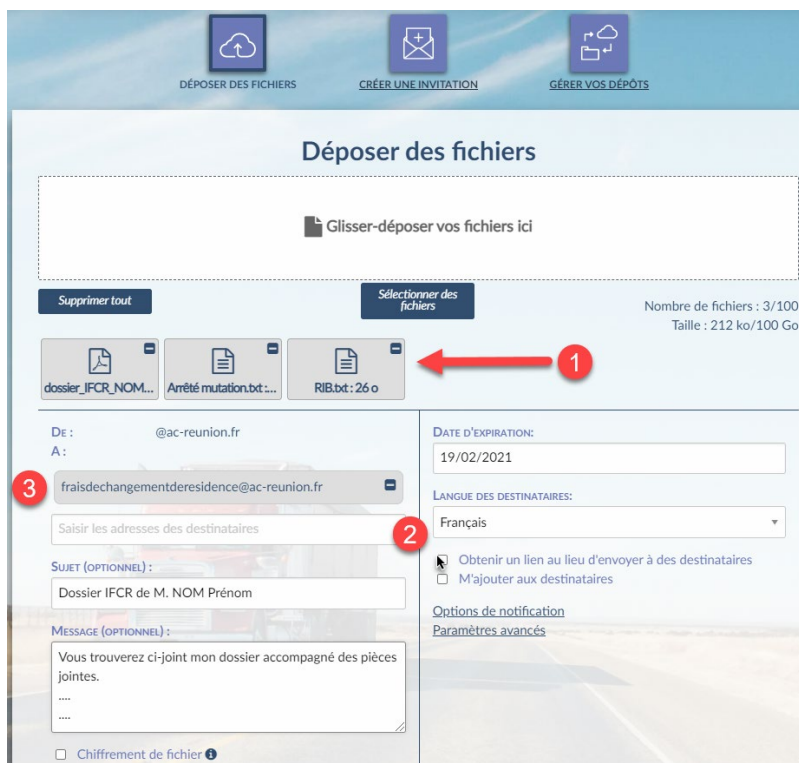 DÉPOSER DES FICHIERS
CRÉER UNE INVITATION
GÉRER VOS DÉPÔTS
Déposer des fichiers
Glisser-déposer vos fichiers ici
Supprimer tout
Sélectionner des
fichiers
Nombre de fichiers : 3/100
Taille : 212 ko/100 Go
dossier_IFCR_NOM...
Arrêté mutation.txt :...
RIB.txt : 26 o
1
DE :
@ac-reunion.fr
A :
3
fraisdechangementderesidence@ac-reunion.fr
Saisir les adresses des destinataires
SUJET (OPTIONNEL) :
Dossier IFCR de M. NOM Prénom
MESSAGE (OPTIONNEL) :
Vous trouverez ci-joint mon dossier accompagné des pièces
jointes.
....
....
Chiffrement de fichier
DATE D'EXPIRATION:
19/02/2021
LANGUE DES DESTINATAIRES:
Français
2
Obtenir un lien au lieu d'envoyer à des destinataires
M'ajouter aux destinataires
Options de notification
Paramètres avancés